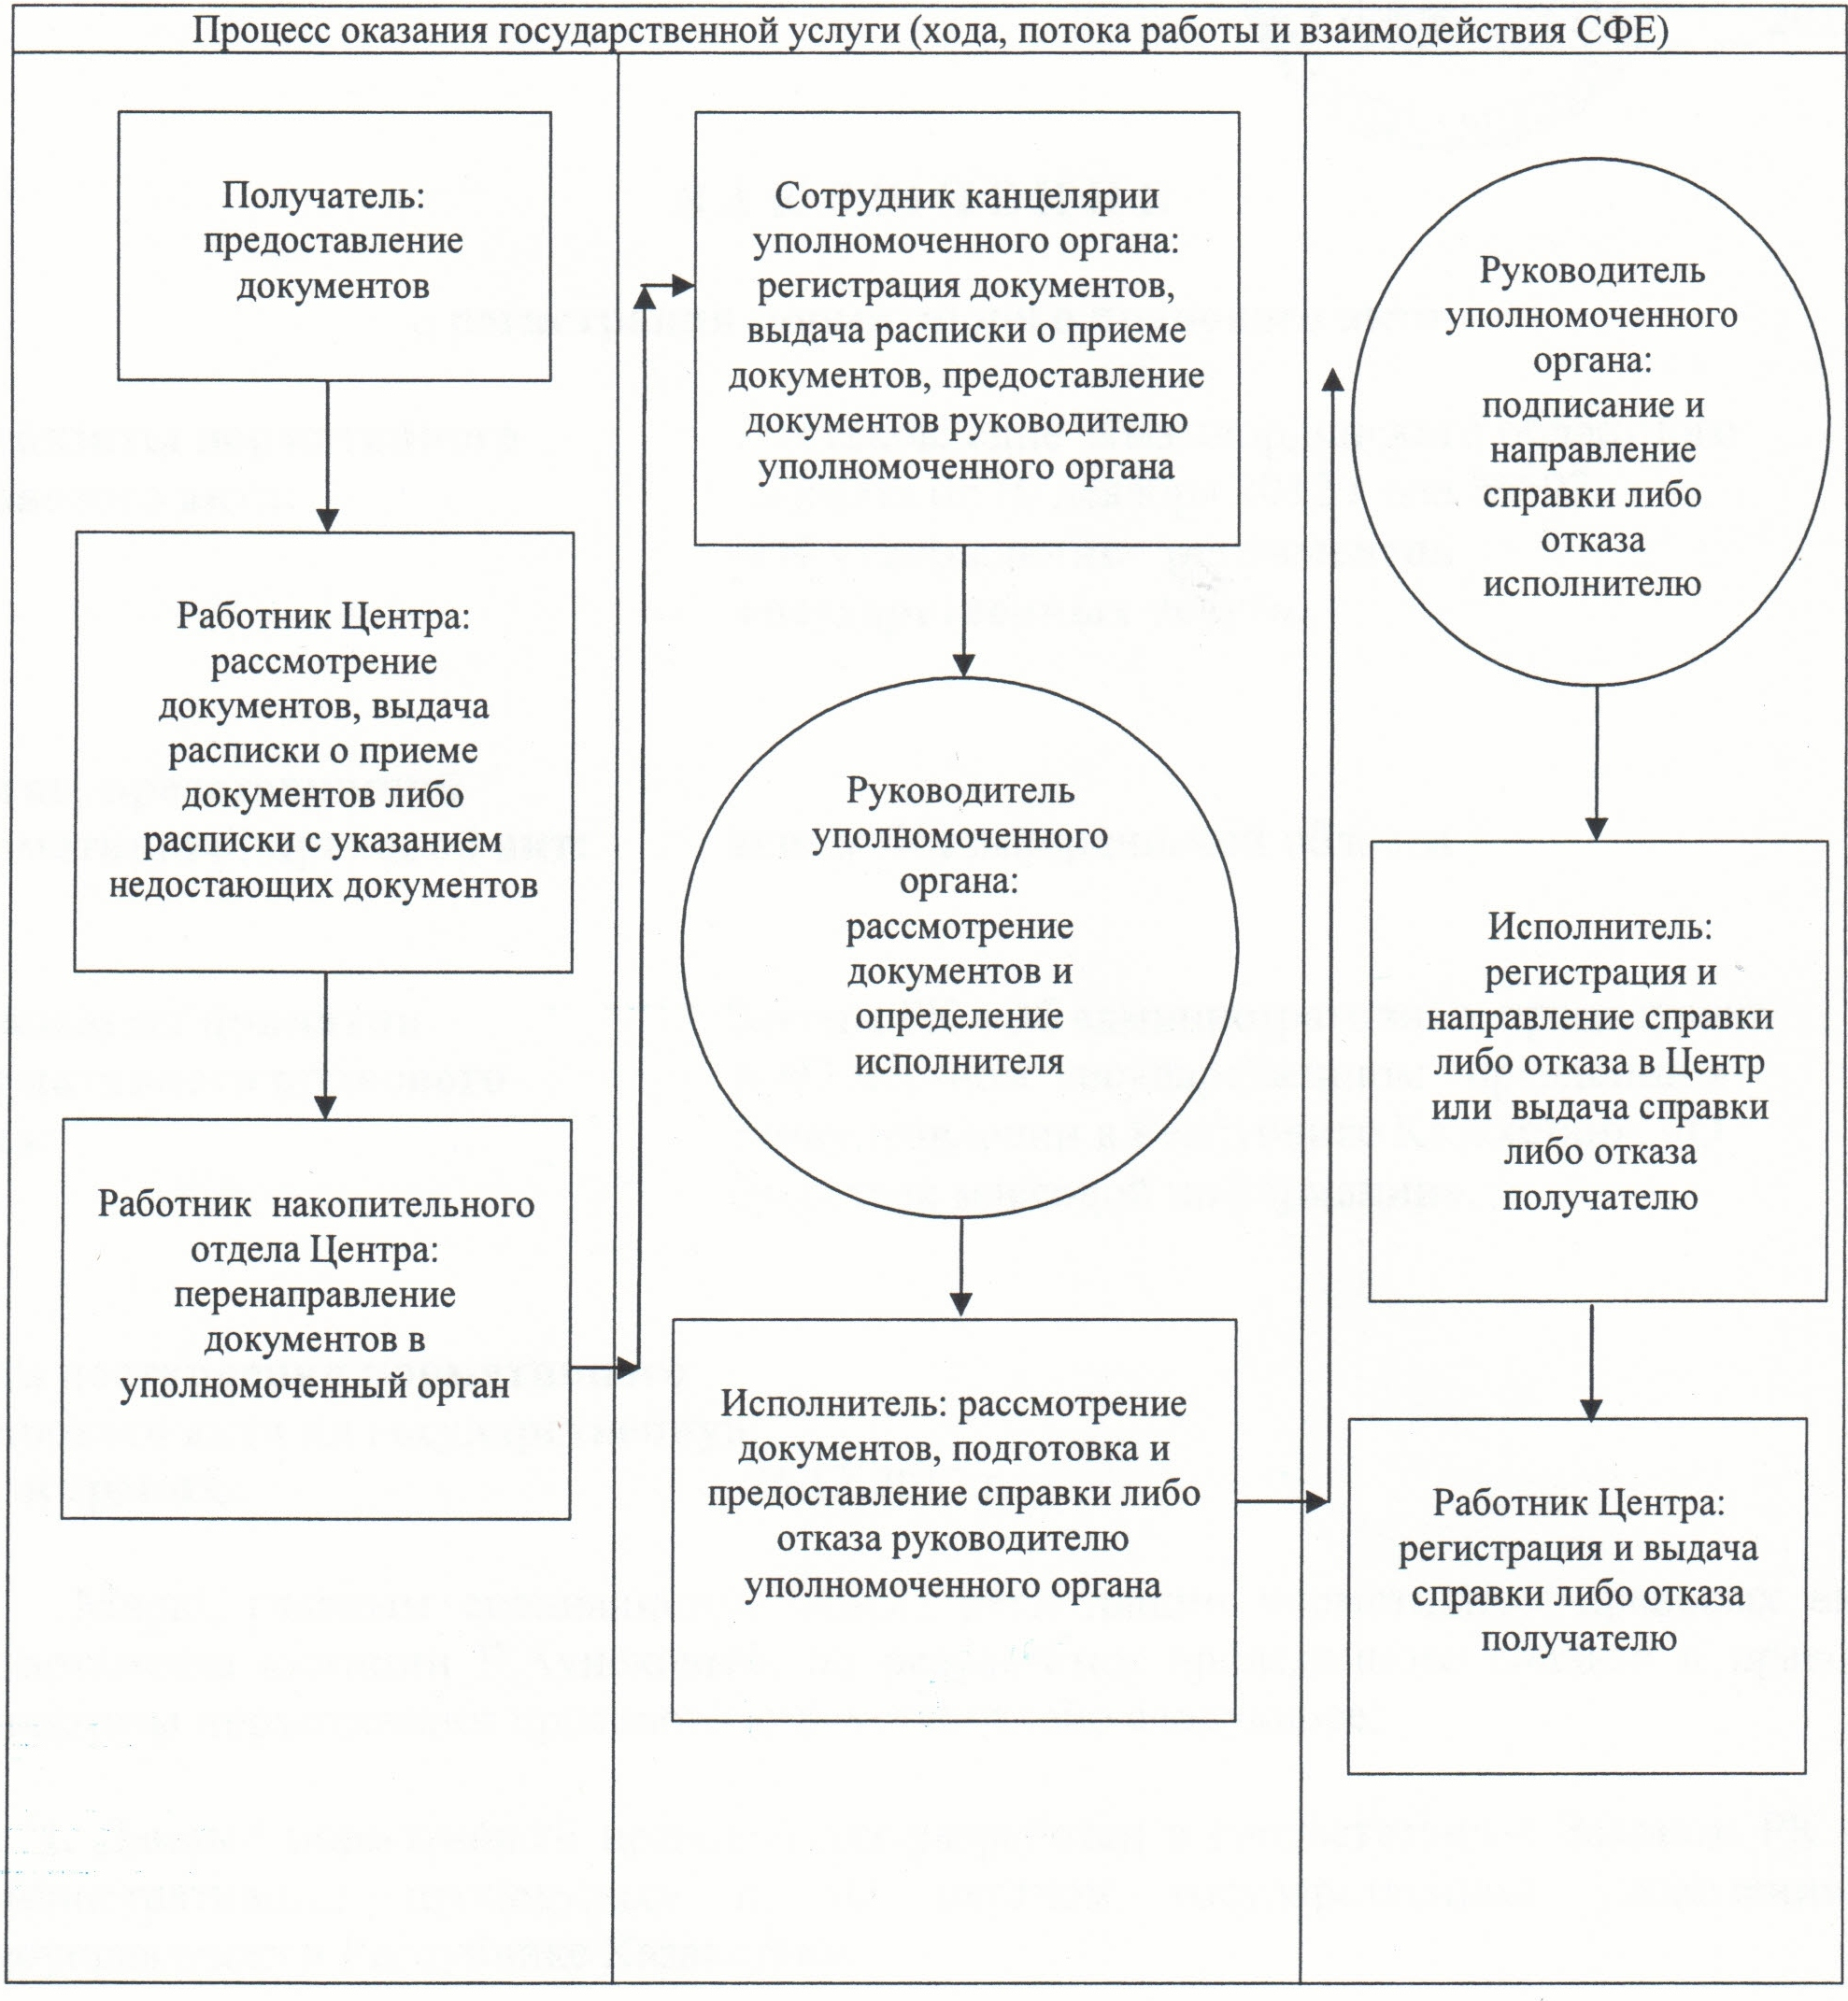 Процесс оказания государственной услуги (хода, потока работы и взаимодействия СФЕ)
Получатель:
предоставление
документов
Работник Центра:
рассмотрение
документов, выдача
расписки о приеме
документов либо
расписки с указанием
недостающих документов
Работник накопительного
отдела Центра:
перенаправление
документов в
уполномоченный орган
Сотрудник канцелярии
уполномоченного органа:
регистрация документов,
выдача расписки о приеме
документов, предоставление
документов руководителю
уполномоченного органа
Руководитель
уполномоченного
органа:
рассмотрение
документов и
определение
исполнителя
Исполнитель: рассмотрение
документов, подготовка и
предоставление справки либо
отказа руководителю
уполномоченного органа
Руководитель
уполномоченного
органа:
подписание и
направление
справки либо
отказа
исполнителю
Исполнитель:
регистрация и
направление справки
либо отказа в Центр
или выдача справки
либо отказа
получателю
Работник Центра:
регистрация и выдача
справки либо отказа
получателю